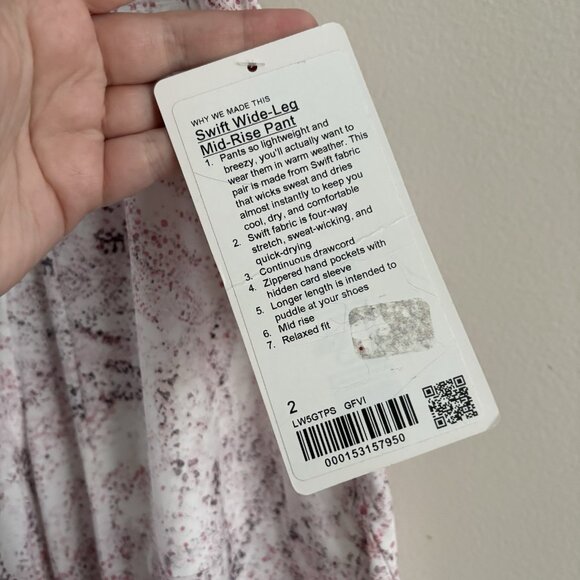 WHY WE MADE THIS
Swift Wide-Leg
Mid-Rise Pant
1. Pants so lightweight and
breezy, you'll actually want to
wear them in warm weather. This
pair is made from Swift fabric
that wicks sweat and dries
almost instantly to keep you
cool, dry, and comfortable
2. Swift fabric is four-way
stretch, sweat-wicking, and
quick-drying
3. Continuous drawcord
4. Zippered hand pockets with
hidden card sleeve
5. Longer length is intended to
puddle at your shoes
6. Mid rise
7. Relaxed fit
2
LW5GTPS GFVI
000153157950